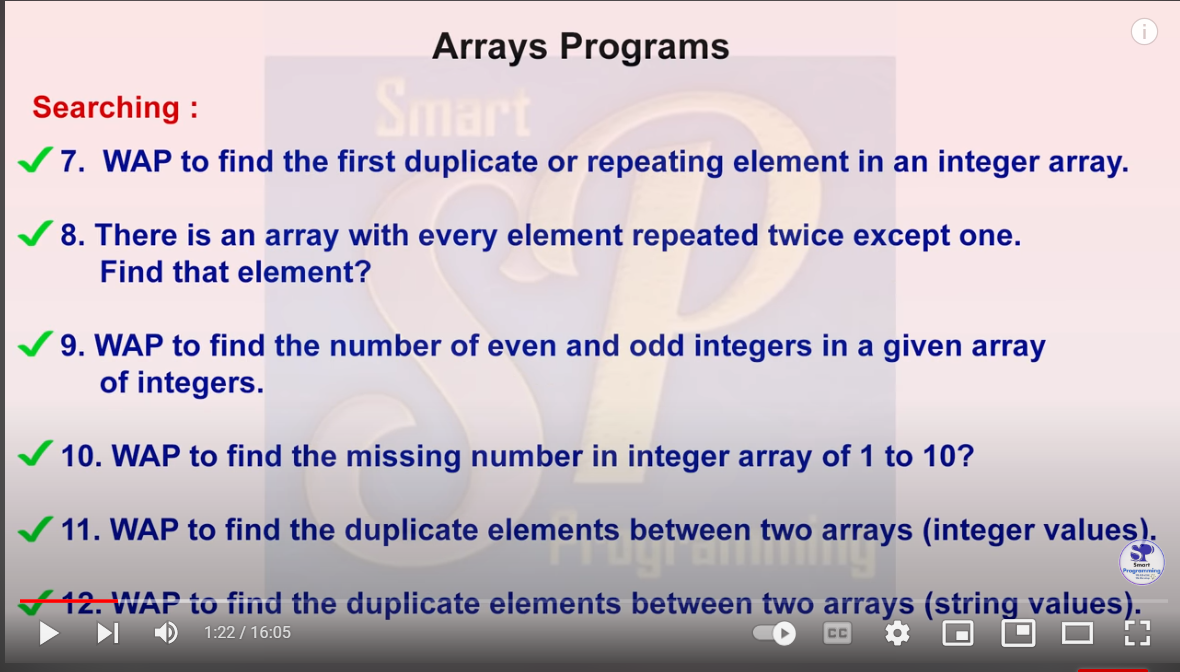 Arrays Programs
Smart
Searching :
7. WAP to find the first duplicate or repeating element in an integer array.
8. There is an array with every element repeated twice except one.
Find that element?
9. WAP to find the number of even and odd integers in a given array
of integers.
10. WAP to find the missing number in integer array of 1 to 10?
11. WAP to find the duplicate elements between two arrays (integer values).
Programming
SP
Smart
Programming
12. WAP to find the duplicate elements between two arrays (string values).
1:22 / 16:05
CC